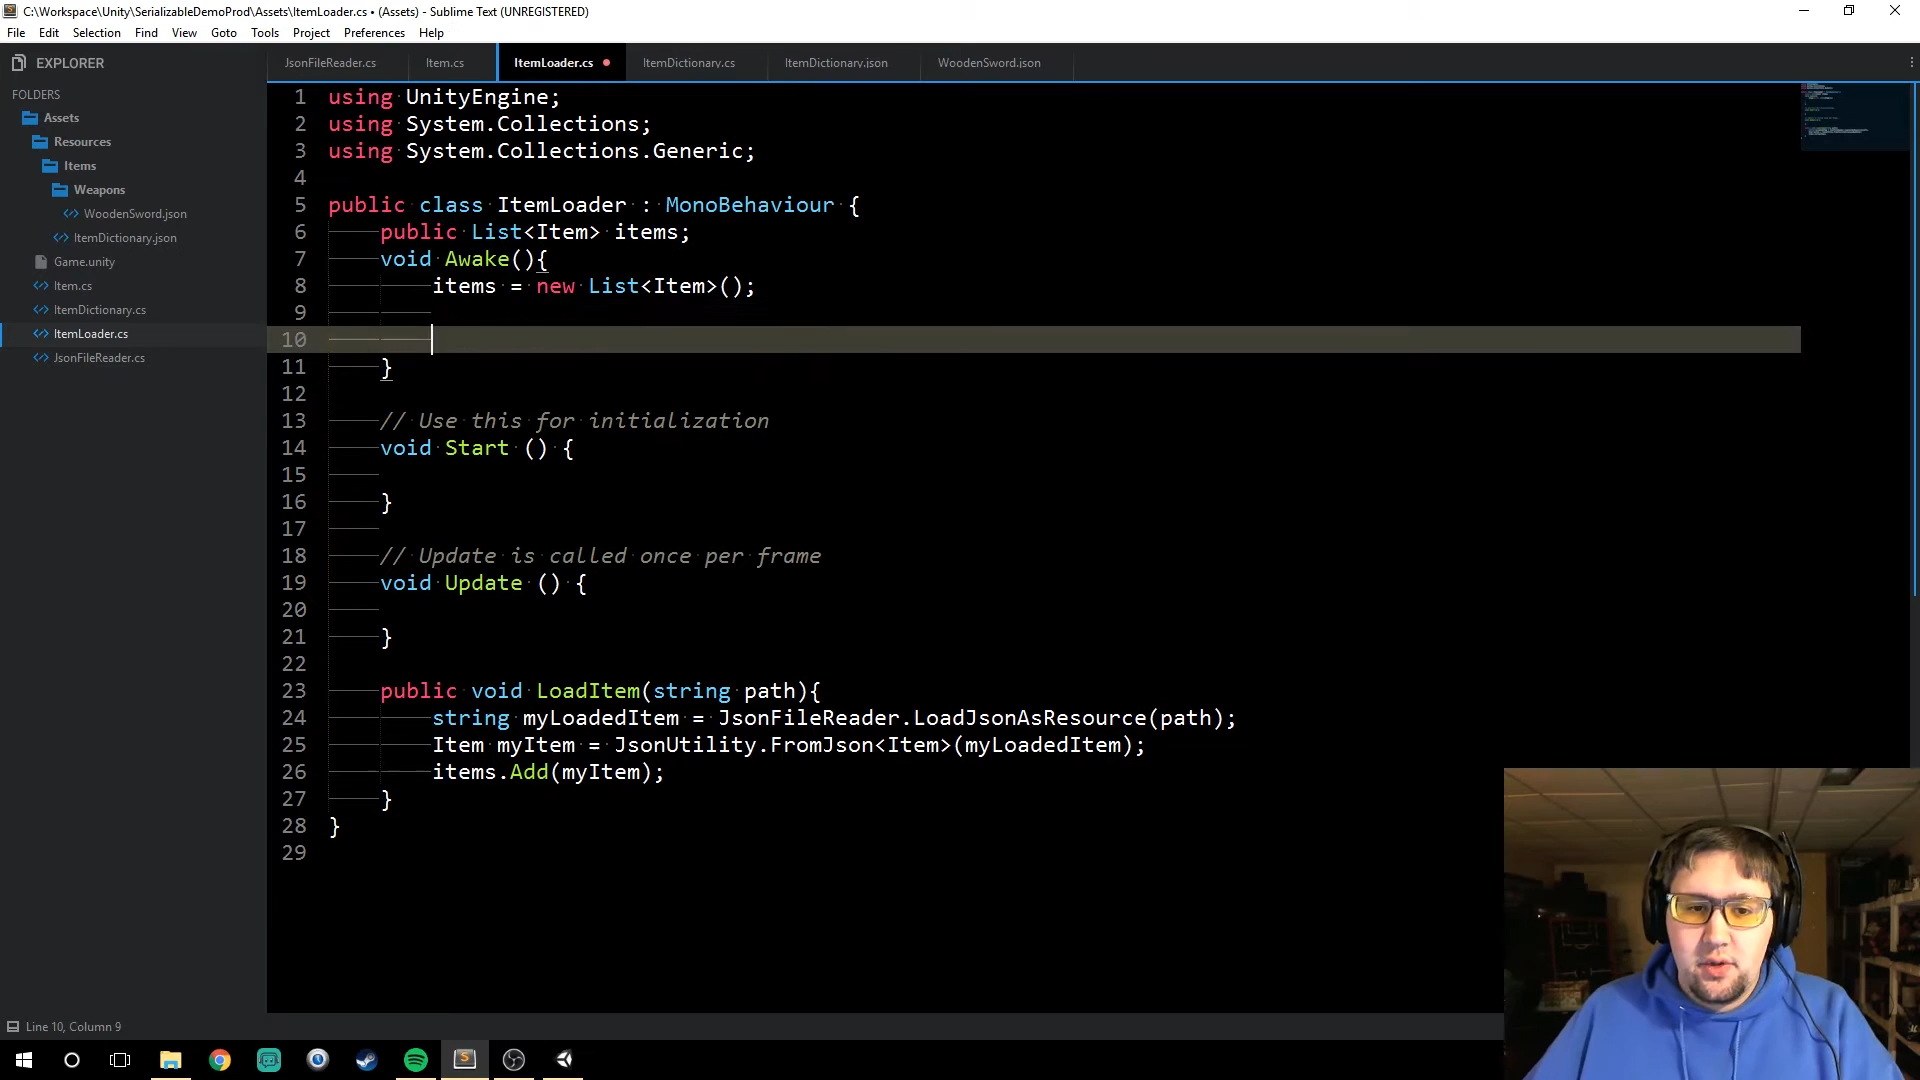 C:\Workspace\Unity\SerializableDemoProd\Assets\ItemLoader.cs • (Assets) - Sublime Text (UNREGISTERED)
File Edit Selection Find View Goto Tools Project Preferences Help
EXPLORER
JsonFileReader.cs Item.cs ItemLoader.cs ItemDictionary.cs ItemDictionary.json WoodenSword.json
FOLDERS
Assets
Resources
Items
Weapons
WoodenSword.json
ItemDictionary.json
Game.unity
Item.cs
ItemDictionary.cs
ItemLoader.cs
JsonFileReader.cs
1 using UnityEngine;
2 using System.Collections;
3 using System.Collections.Generic;
4
5 public class ItemLoader : MonoBehaviour {
6 public List<Item> items;
7 void Awake(){
8 items = new List<Item>();
9
10
11 }
12
13 // Use this for initialization
14 void Start () {
15
16 }
17
18 // Update is called once per frame
19 void Update () {
20
21 }
22
23 public void LoadItem(string path){
24 string myLoadedItem = JsonFileReader.LoadJsonAsResource(path);
25 Item myItem = JsonUtility.FromJson<Item>(myLoadedItem);
26 items.Add(myItem);
27 }
28 }
29
Line 10, Column 9